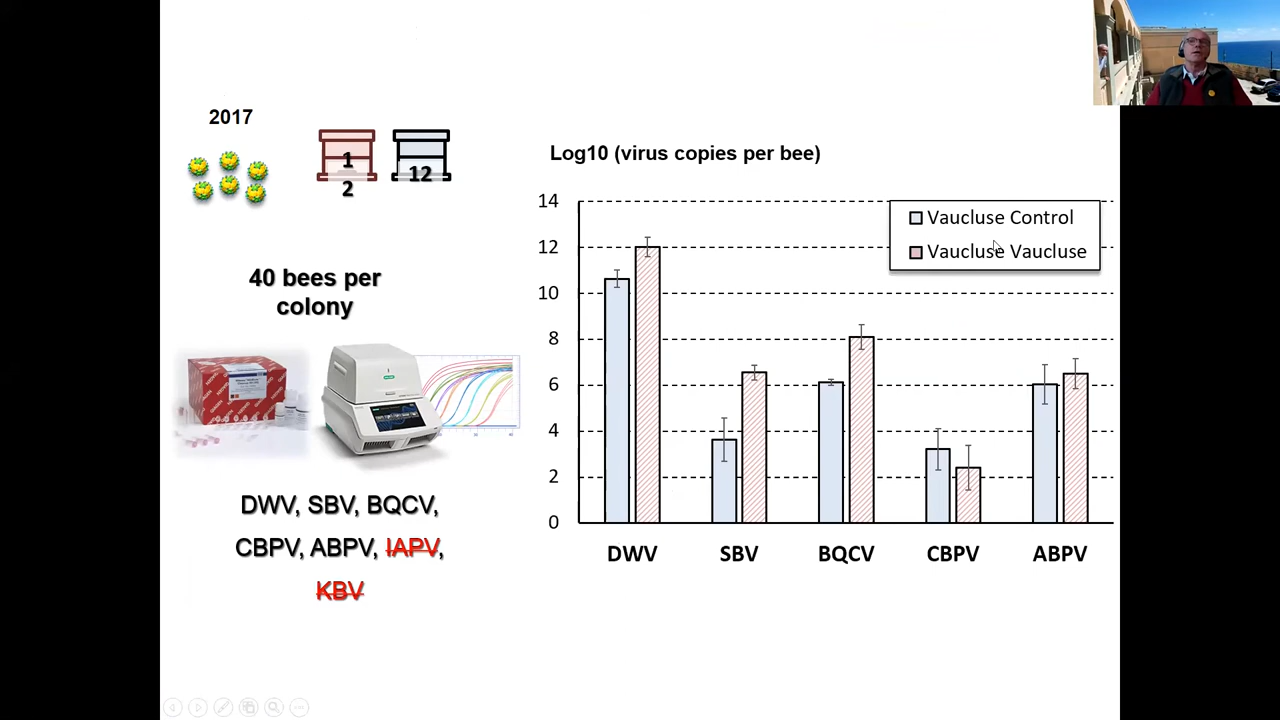 2017
1
2
12
40 bees per
colony
DWV, SBV, BQCV,
CBPV, ABPV, IAPV,
KBV
Log10 (virus copies per bee)
14
12
10
8
6
4
2
0
Vaucluse Control
Vaucluse Vaucluse
DWV
SBV
BQCV
CBPV
ABPV